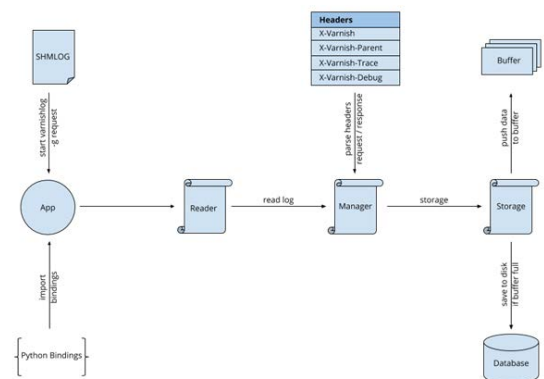 Headers
X-Varnish
X-Varnish-Parent
X-Varnish-Trace
X-Varnish-Debug
SHMLOG
Buffer
start varnishlog
-g request
parse headers
request / response
push data
to buffer
App
Reader
read log
Manager
storage
Storage
import
bindings
save to disk
if buffer full
{Python Bindings}
Database